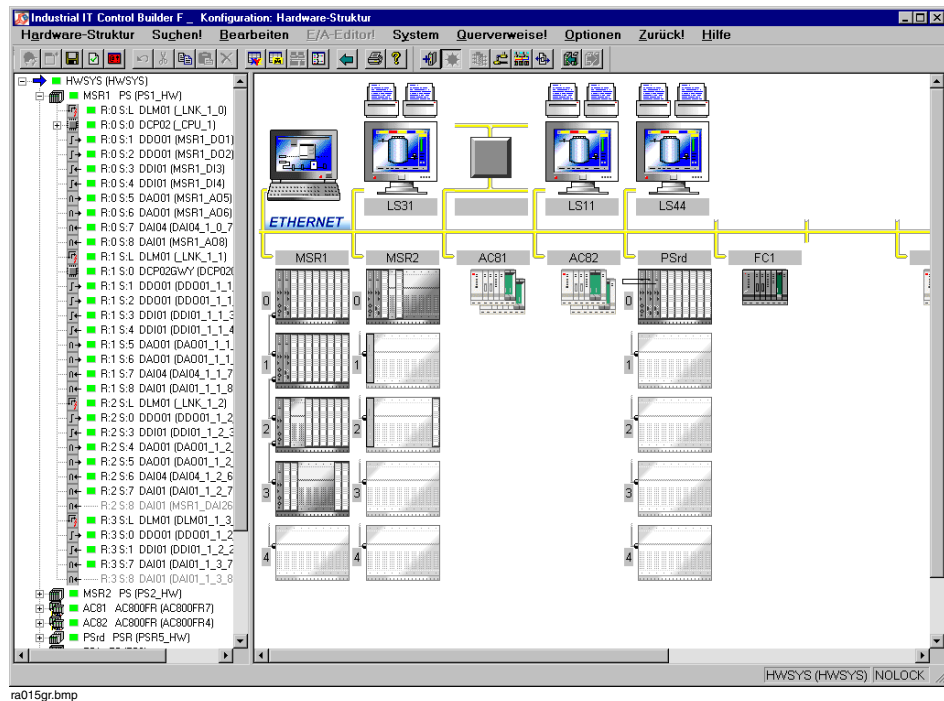 Industrial IT Control Builder F _ Konfiguration: Hardware-Struktur
Hardware-Struktur Suchen! Bearbeiten E/A-Editor! System Querverweise! Optionen Zurück! Hilfe
HWSYS (HWSYS)
MSR1 PS (PS1_HW)
R:0 S:L DLM01 (_LNK_1_0)
R:0 S:0 DCP02 (_CPU_1)
R:0 S:1 DDO01 (MSR1_DO1)
R:0 S:2 DDO01 (MSR1_DO2)
R:0 S:3 DDI01 (MSR1_DI3)
R:0 S:4 DDI01 (MSR1_DI4)
R:0 S:5 DAO01 (MSR1_AO5)
R:0 S:6 DAO01 (MSR1_AO6)
R:0 S:7 DAI04 (DAI04_1_0_7
R:0 S:8 DAI01 (MSR1_AO8)
R:1 S:L DLM01 (_LNK_1_1)
R:1 S:0 DCP02GWY (DCP02(
R:1 S:1 DDO01 (DDO01_1_1_
R:1 S:2 DDO01 (DDO01_1_1_
R:1 S:3 DDI01 (DDI01_1_1_3
R:1 S:4 DDI01 (DDI01_1_1_4
R:1 S:5 DAO01 (DAO01_1_1_
R:1 S:6 DAO01 (DAO01_1_1_
R:1 S:7 DAI04 (DAI04_1_1_7
R:1 S:8 DAI01 (DAI01_1_1_8
R:2 S:L DLM01 (_LNK_1_2)
R:2 S:0 DDO01 (DDO01_1_2_
R:2 S:3 DDI01 (DDI01_1_2_3
R:2 S:4 DAO01 (DAO01_1_2_
R:2 S:5 DAO01 (DAO01_1_2_
R:2 S:6 DAI04 (DAI04_1_2_6
R:2 S:7 DAI01 (DAI01_1_2_7
R:2 S:8 DAI01 (MSR1_DAI26
R:3 S:L DLM01 (DLM01_1_3_
R:3 S:0 DDO01 (DDO01_1_2_
R:3 S:1 DDI01 (DDI01_1_2_2
R:3 S:7 DAI01 (DAI01_1_3_7
R:3 S:8 DAI01 (DAI01_1_3_8
MSR2 PS (PS2_HW)
AC81 AC800FR (AC800FR7)
AC82 AC800FR (AC800FR4)
PSrd PSR (PSR5_HW)
LS31 LS11 LS44
ETHERNET
MSR1 MSR2 AC81 AC82 PSrd FC1
0 0 0
1 1 1
2 2 2
3 3 3
4 4 4
HWSYS (HWSYS) NOLOCK
ra015gr.bmp